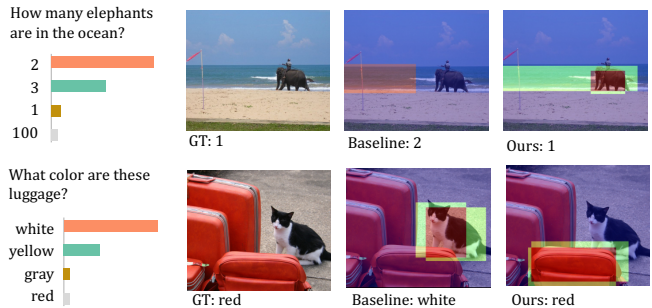 How many elephants
are in the ocean?
2
3
1
100
GT: 1
Baseline: 2
Ours: 1
What color are these
luggage?
white
yellow
gray
red
GT: red
Baseline: white
Ours: red